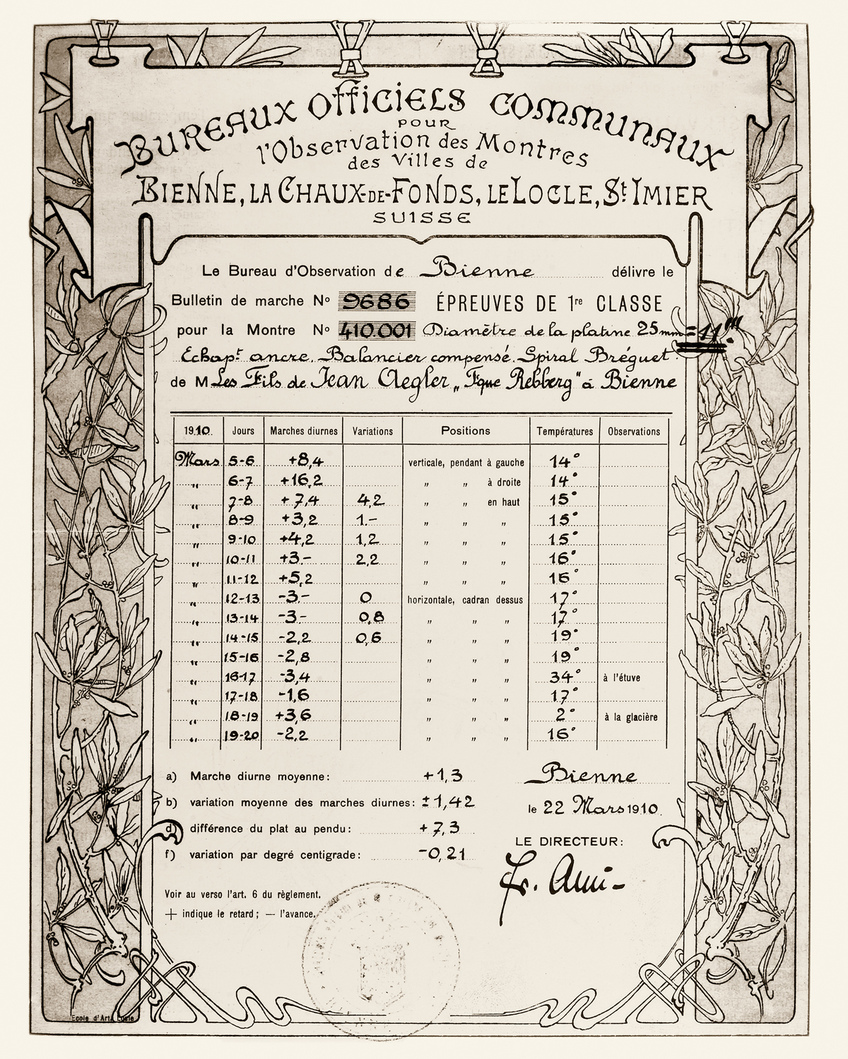 BUREAUX OFFICIELS COMMUNAUX
POUR
l'Observation des Montres
des Villes de
BIENNE, LA CHAUX-DE-FONDS, LE LOCLE, St IMIER
SUISSE
Le Bureau d'Observation de Bienne délivre le
Bulletin de marche No 9686 ÉPREUVES DE 1re CLASSE
pour la Montre No 410.001 Diamètre de la platine 25 mm = 11'''
Echapt ancre. Balancier compensé. Spiral Bréguet
de M Les Fils de Jean Aegler „Fque Rebberg" à Bienne
1910. Jours Marches diurnes Variations Positions Températures Observations
Mars 5-6 +8,4 verticale, pendant à gauche 14°
„ 6-7 +16,2 „ „ à droite 14°
„ 7-8 +7,4 4,2 „ „ en haut 15°
„ 8-9 +3,2 1.- „ „ „ 15°
„ 9-10 +4,2 1,2 „ „ „ 15°
„ 10-11 +3.- 2,2 „ „ „ 16°
„ 11-12 +5,2 „ „ „ 16°
„ 12-13 -3.- 0 horizontale, cadran dessus 17°
„ 13-14 -3.- 0,8 „ „ „ 17°
„ 14-15 -2,2 0,6 „ „ „ 19°
„ 15-16 -2,8 „ „ „ 19°
„ 16-17 -3,4 „ „ „ 34° à l'étuve
„ 17-18 -1,6 „ „ „ 17°
„ 18-19 +3,6 „ „ „ 2° à la glacière
„ 19-20 -2,2 „ „ „ 16°
a) Marche diurne moyenne: +1,3
b) variation moyenne des marches diurnes: ±1,42
d) différence du plat au pendu: +7,3
f) variation par degré centigrade: -0,21
Bienne
le 22 Mars 1910.
LE DIRECTEUR:
Voir au verso l'art. 6 du règlement.
+ indique le retard; — l'avance.
Ecole d'Art, Locle